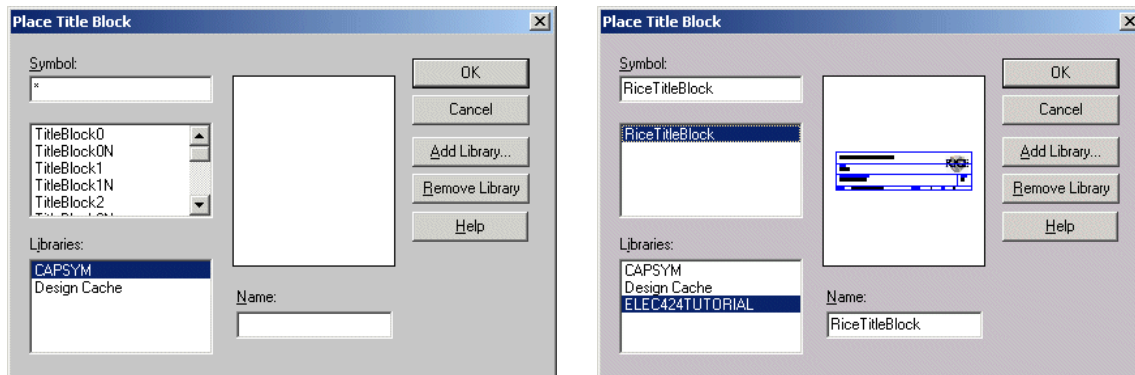 Place Title Block
Symbol:
*
TitleBlock0
TitleBlock0N
TitleBlock1
TitleBlock1N
TitleBlock2
Libraries:
CAPSYM
Design Cache
Name:
OK
Cancel
Add Library...
Remove Library
Help
Place Title Block
Symbol:
RiceTitleBlock
RiceTitleBlock
Libraries:
CAPSYM
Design Cache
ELEC424TUTORIAL
RICE
Name:
RiceTitleBlock
OK
Cancel
Add Library...
Remove Library
Help